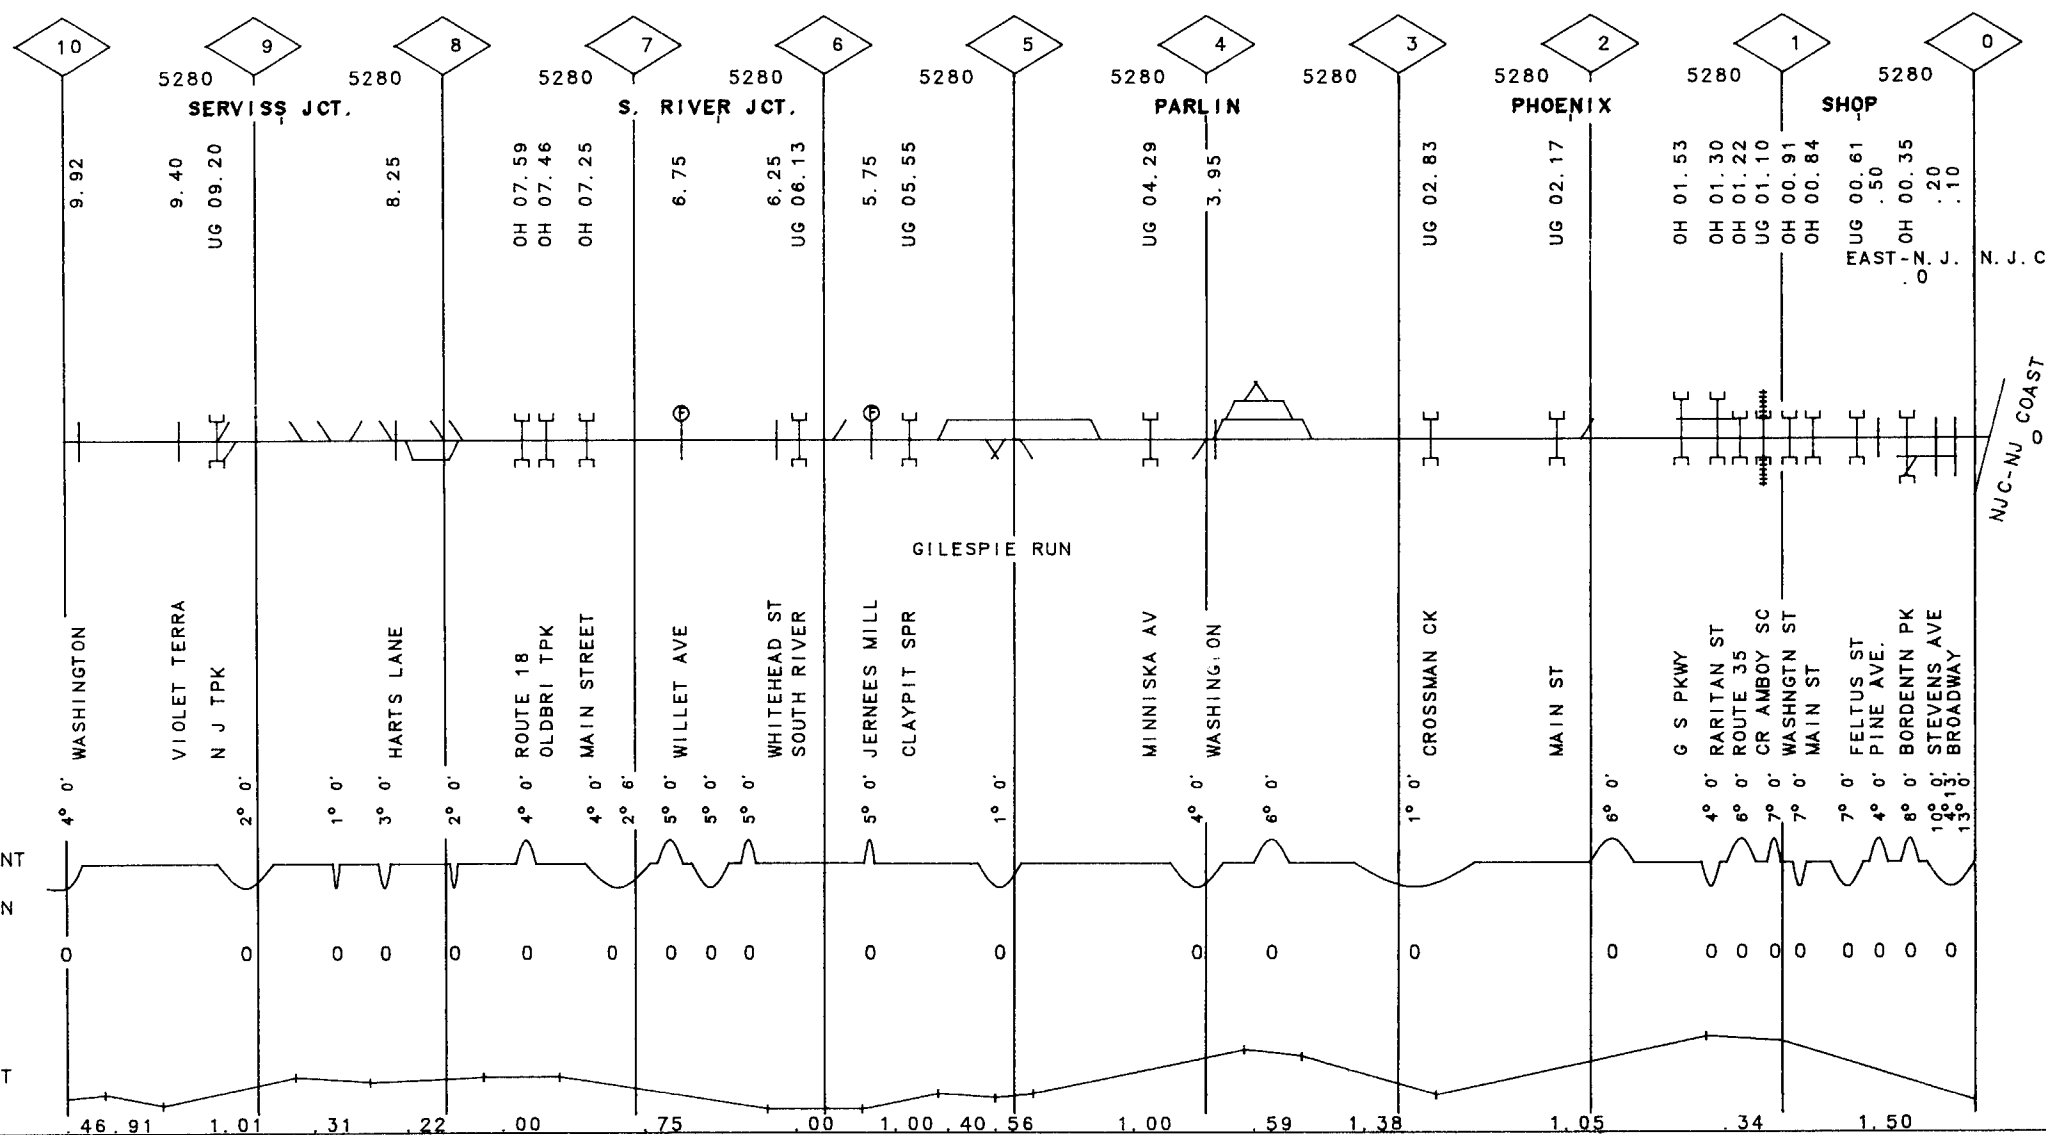 10 9 8 7 6 5 4 3 2 1 0
5280 5280 5280 5280 5280 5280 5280 5280 5280 5280
SERVISS JCT. S. RIVER JCT. PARLIN PHOENIX SHOP
9.92
9.40
UG 09.20
8.25
OH 07.59
OH 07.46
OH 07.25
6.75
6.25
UG 06.13
5.75
UG 05.55
UG 04.29
3.95
UG 02.83
UG 02.17
OH 01.53
OH 01.30
OH 01.22
UG 01.10
OH 00.91
OH 00.84
UG 00.61
.50
OH 00.35
.20
.10
EAST-N.J. N.J.C
.0
F F
NJC-NJ COAST
0
GILESPIE RUN
WASHINGTON
VIOLET TERRA
N J TPK
HARTS LANE
ROUTE 18
OLDBRI TPK
MAIN STREET
WILLET AVE
WHITEHEAD ST
SOUTH RIVER
JERNEES MILL
CLAYPIT SPR
MINNISKA AV
WASHINGTON
CROSSMAN CK
MAIN ST
G S PKWY
RARITAN ST
ROUTE 35
CR AMBOY SC
WASHNGTN ST
MAIN ST
FELTUS ST
PINE AVE.
BORDENTN PK
STEVENS AVE
BROADWAY
4° 0'
2° 0'
1° 0'
3° 0'
2° 0'
4° 0'
4° 0'
2° 6'
5° 0'
5° 0'
5° 0'
5° 0'
1° 0'
4° 0'
6° 0'
1° 0'
6° 0'
4° 0'
6° 0'
7° 0'
7° 0'
7° 0'
4° 0'
8° 0'
10° 0'
4° 13'
13° 0'
NT
N
0 0 0 0 0 0 0 0 0 0 0 0 0 0 0 0 0 0 0 0 0 0 0 0
T
.46 .91 1.01 .31 .22 .00 .75 .00 1.00 .40 .56 1.00 .59 1.38 1.05 .34 1.50